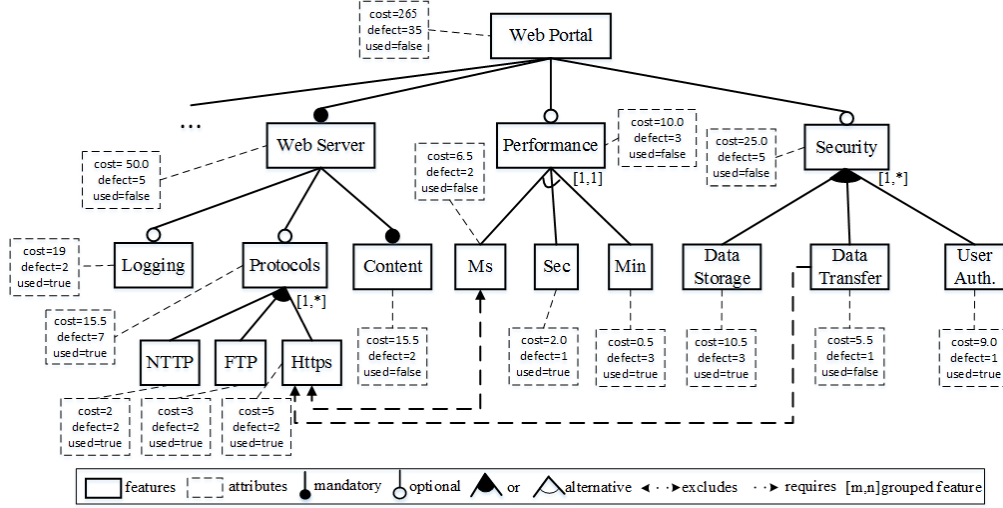 cost=265
defect=35
used=false
Web Portal
...
cost= 50.0
defect=5
used=false
Web Server
cost=6.5
defect=2
used=false
Performance
[1,1]
cost=10.0
defect=3
used=false
cost=25.0
defect=5
used=false
Security
[1,*]
cost=19
defect=2
used=true
Logging
Protocols
[1,*]
Content
Ms
Sec
Min
Data
Storage
Data
Transfer
User
Auth.
cost=15.5
defect=7
used=true
NTTP
FTP
Https
cost=15.5
defect=2
used=false
cost=2.0
defect=1
used=true
cost=0.5
defect=3
used=true
cost=10.5
defect=3
used=true
cost=5.5
defect=1
used=false
cost=9.0
defect=1
used=true
cost=2
defect=2
used=true
cost=3
defect=2
used=true
cost=5
defect=2
used=true
features attributes mandatory optional or alternative excludes requires [m,n]grouped feature